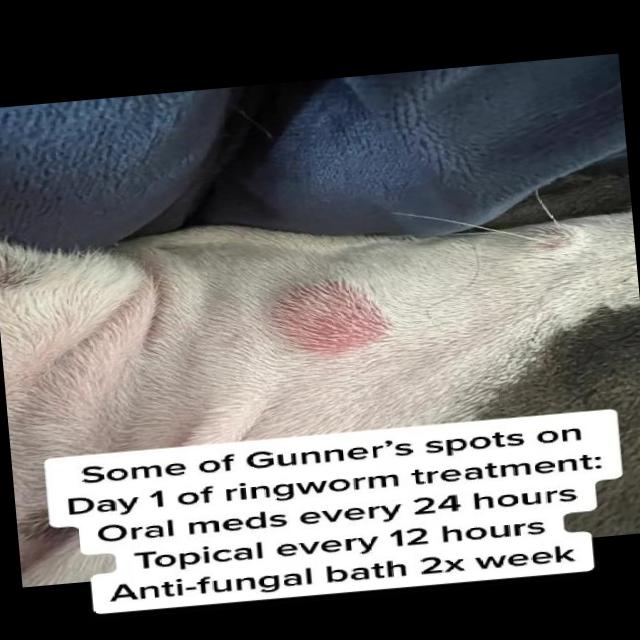 Some of Gunner's spots on
Day 1 of ringworm treatment:
Oral meds every 24 hours
Topical every 12 hours
Anti-fungal bath 2x week